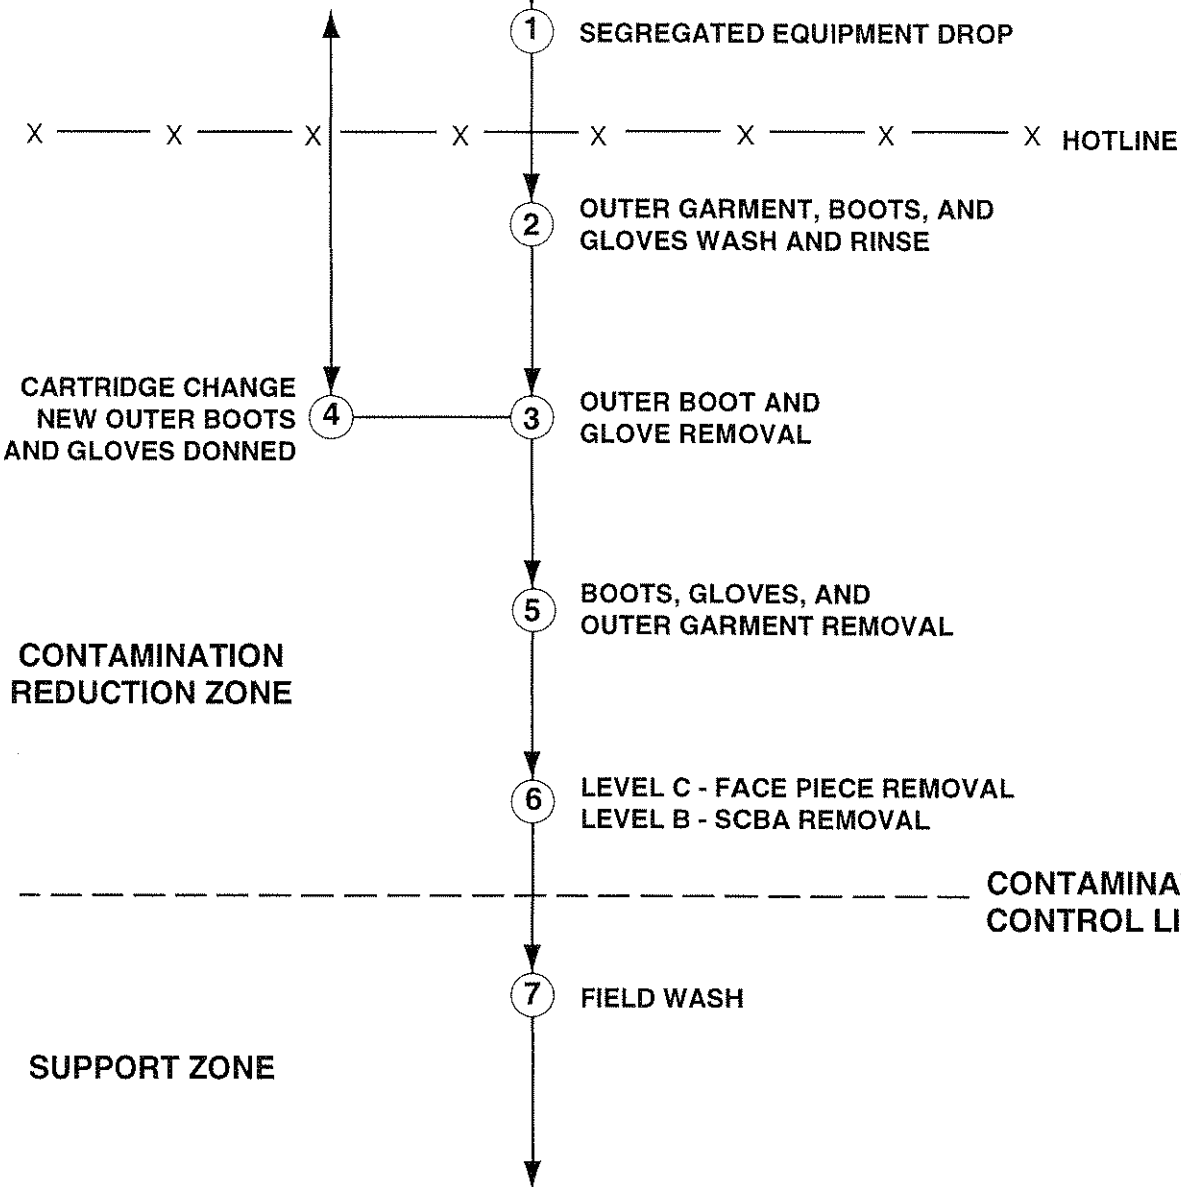 1 SEGREGATED EQUIPMENT DROP
X X X X X X X X HOTLINE
2 OUTER GARMENT, BOOTS, AND
GLOVES WASH AND RINSE
CARTRIDGE CHANGE
NEW OUTER BOOTS
AND GLOVES DONNED
4
3 OUTER BOOT AND
GLOVE REMOVAL
5 BOOTS, GLOVES, AND
OUTER GARMENT REMOVAL
CONTAMINATION
REDUCTION ZONE
6 LEVEL C - FACE PIECE REMOVAL
LEVEL B - SCBA REMOVAL
CONTAMINA
CONTROL LI
7 FIELD WASH
SUPPORT ZONE